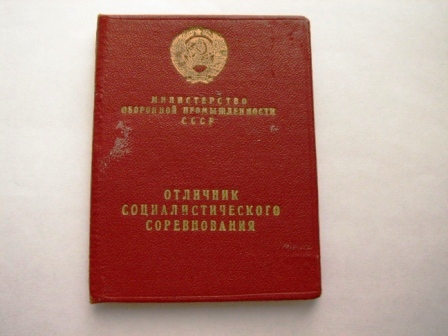 МИНИСТЕРСТВО
ОБОРОННОЙ ПРОМЫШЛЕННОСТИ
СССР
ОТЛИЧНИК
СОЦИАЛИСТИЧЕСКОГО
СОРЕВНОВАНИЯ